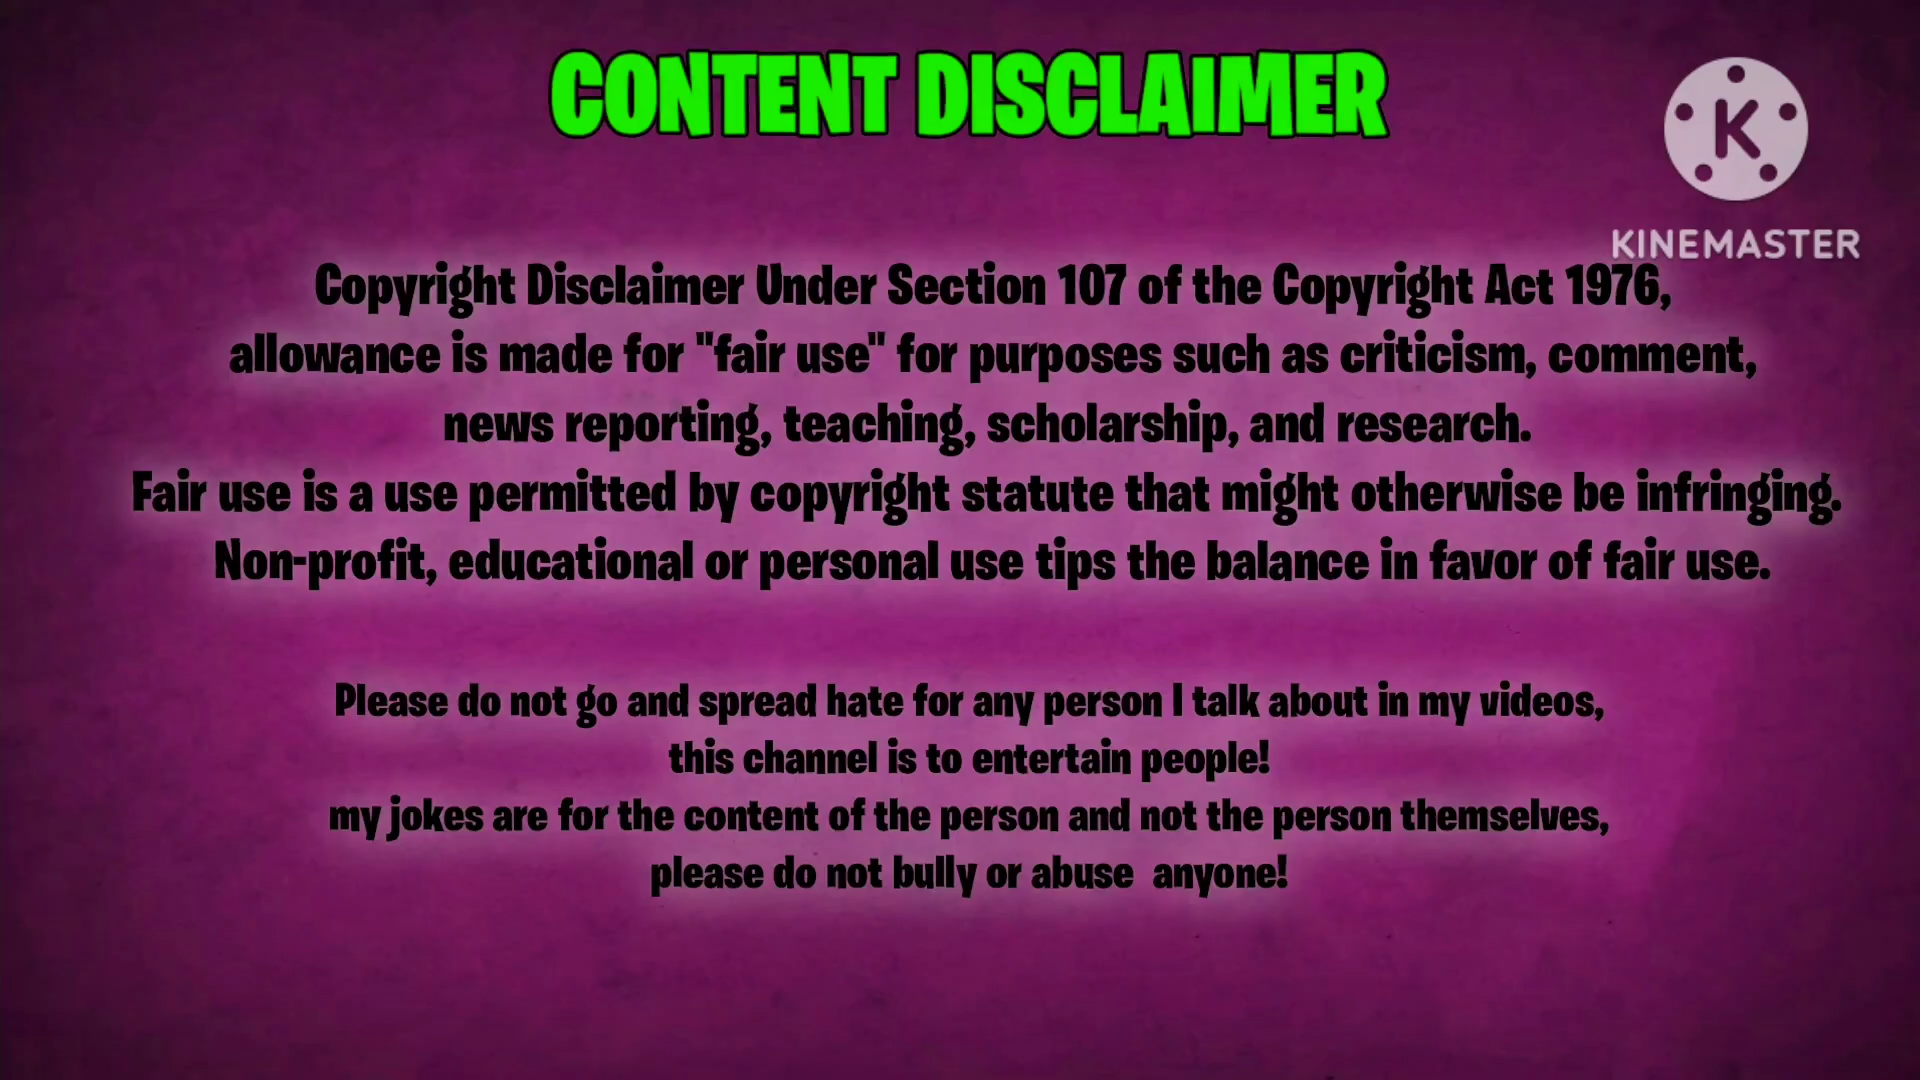 CONTENT DISCLAIMER
K
KINEMASTER
Copyright Disclaimer Under Section 107 of the Copyright Act 1976,
allowance is made for "fair use" for purposes such as criticism, comment,
news reporting, teaching, scholarship, and research.
Fair use is a use permitted by copyright statute that might otherwise be infringing.
Non-profit, educational or personal use tips the balance in favor of fair use.
Please do not go and spread hate for any person I talk about in my videos,
this channel is to entertain people!
my jokes are for the content of the person and not the person themselves,
please do not bully or abuse  anyone!